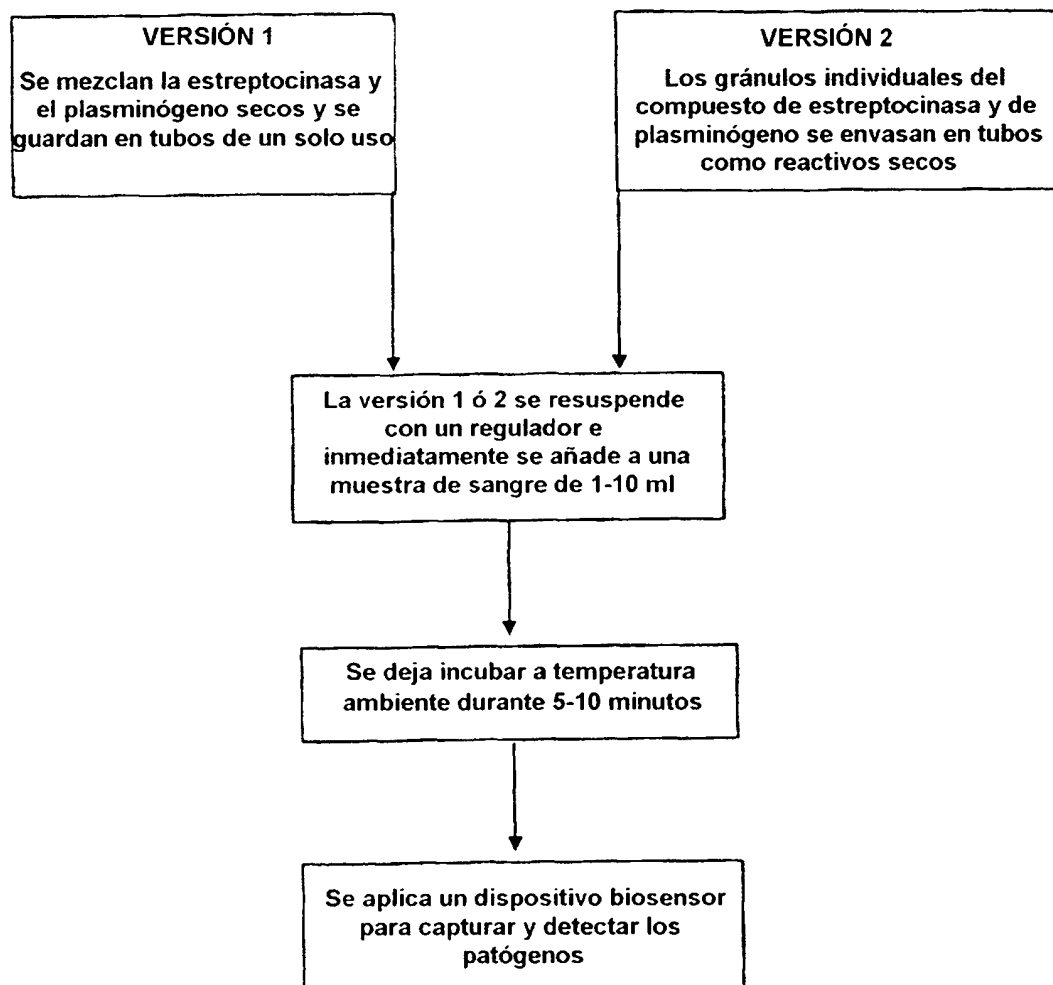 VERSIÓN 1
Se mezclan la estreptocinasa y
el plasminógeno secos y se
guardan en tubos de un solo uso
VERSIÓN 2
Los gránulos individuales del
compuesto de estreptocinasa y de
plasminógeno se envasan en tubos
como reactivos secos
La versión 1 ó 2 se resuspende
con un regulador e
inmediatamente se añade a una
muestra de sangre de 1-10 ml
Se deja incubar a temperatura
ambiente durante 5-10 minutos
Se aplica un dispositivo biosensor
para capturar y detectar los
patógenos